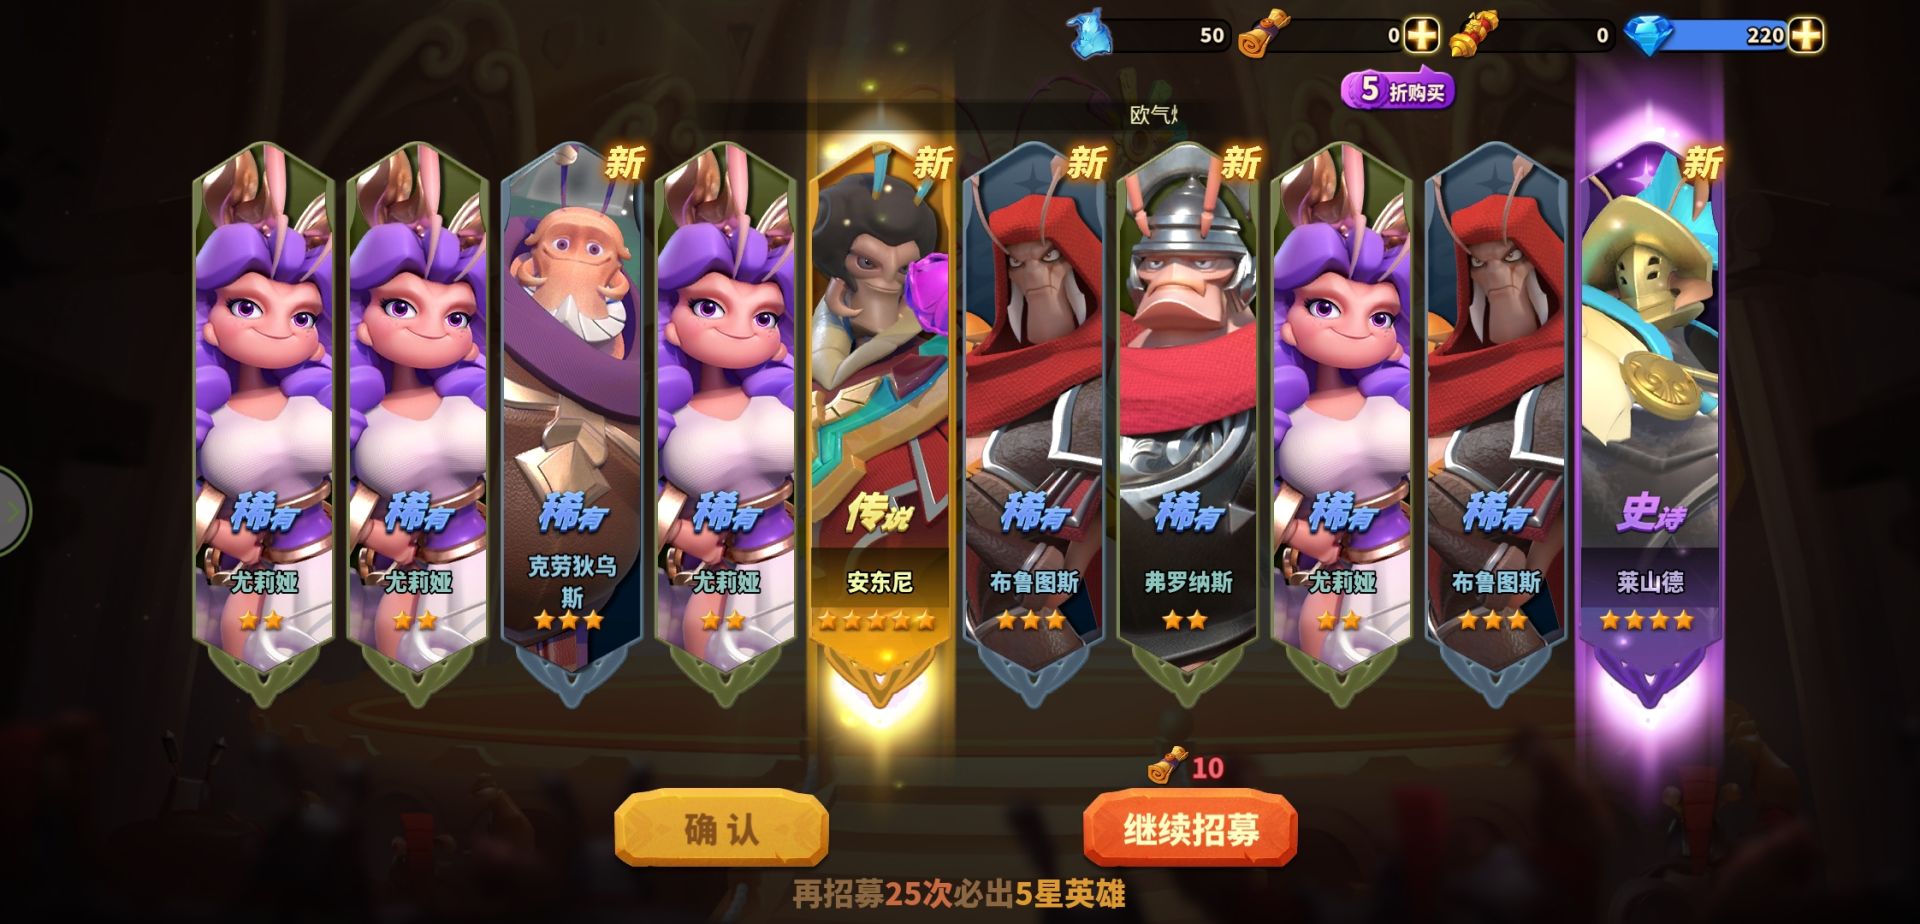 50
0
0
220
5折购买
欧气
新
新
新
新
新
稀有
稀有
稀有
稀有
传说
稀有
稀有
稀有
稀有
史诗
尤莉娅
尤莉娅
克劳狄乌
斯
尤莉娅
安东尼
布鲁图斯
弗罗纳斯
尤莉娅
布鲁图斯
莱山德
10
确认
继续招募
再招募25次必出5星英雄